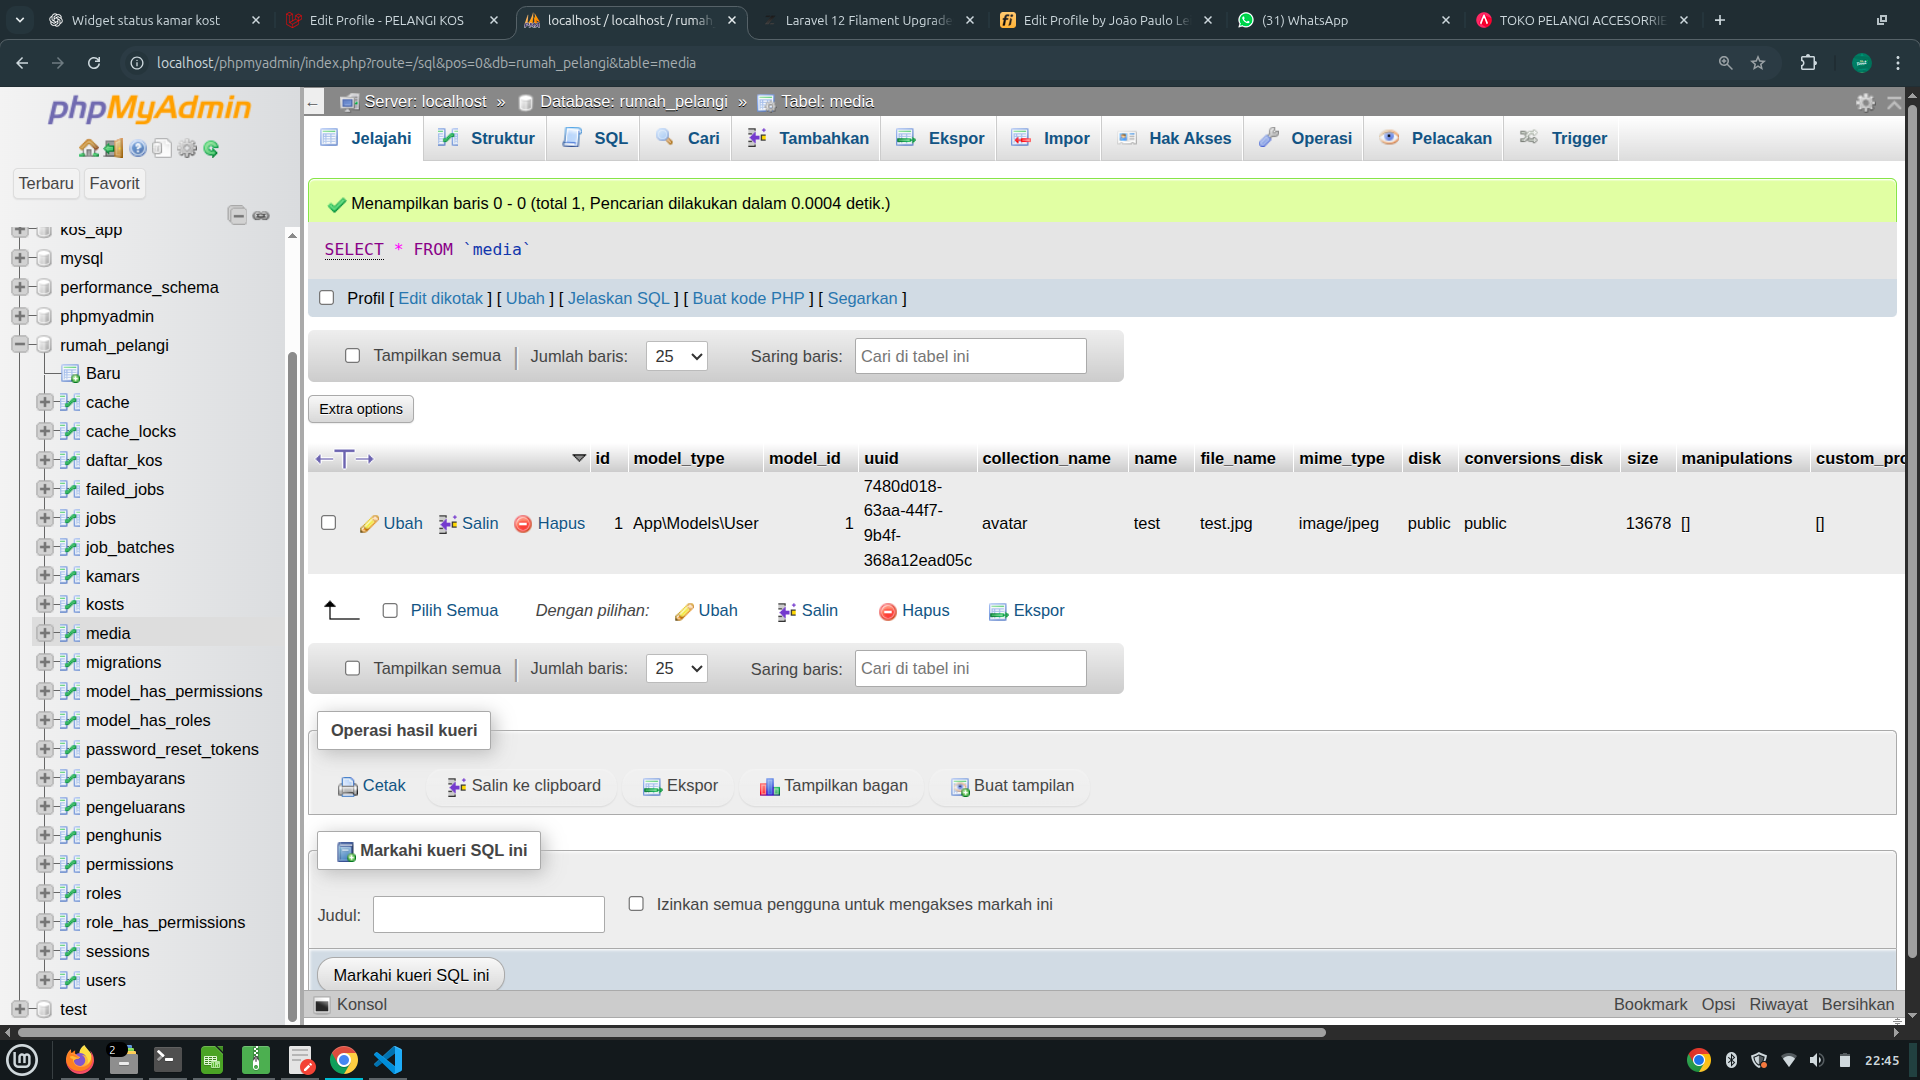 Widget status kamar kost
Edit Profile - PELANGI KOS
localhost / localhost / rumah_
Laravel 12 Filament Upgrade
Edit Profile by João Paulo Le
(31) WhatsApp
TOKO PELANGI ACCESORRIE
localhost/phpmyadmin/index.php?route=/sql&pos=0&db=rumah_pelangi&table=media
phpMyAdmin
Terbaru Favorit
kos_app
mysql
performance_schema
phpmyadmin
rumah_pelangi
Baru
cache
cache_locks
daftar_kos
failed_jobs
jobs
job_batches
kamars
kosts
media
migrations
model_has_permissions
model_has_roles
password_reset_tokens
pembayarans
pengeluarans
penghunis
permissions
roles
role_has_permissions
sessions
users
test
Server: localhost » Database: rumah_pelangi » Tabel: media
Jelajahi Struktur SQL Cari Tambahkan Ekspor Impor Hak Akses Operasi Pelacakan Trigger
Menampilkan baris 0 - 0 (total 1, Pencarian dilakukan dalam 0.0004 detik.)
SELECT * FROM `media`
Profil [ Edit dikotak ] [ Ubah ] [ Jelaskan SQL ] [ Buat kode PHP ] [ Segarkan ]
Tampilkan semua | Jumlah baris: 25 Saring baris: Cari di tabel ini
Extra options
id model_type model_id uuid collection_name name file_name mime_type disk conversions_disk size manipulations custom_pro
Ubah Salin Hapus 1 App\Models\User 1 7480d018-
63aa-44f7-
9b4f-
368a12ead05c avatar test test.jpg image/jpeg public public 13678 [] []
Pilih Semua Dengan pilihan: Ubah Salin Hapus Ekspor
Tampilkan semua | Jumlah baris: 25 Saring baris: Cari di tabel ini
Operasi hasil kueri
Cetak Salin ke clipboard Ekspor Tampilkan bagan Buat tampilan
Markahi kueri SQL ini
Judul: Izinkan semua pengguna untuk mengakses markah ini
Markahi kueri SQL ini
Konsol Bookmark Opsi Riwayat Bersihkan
2
22:45